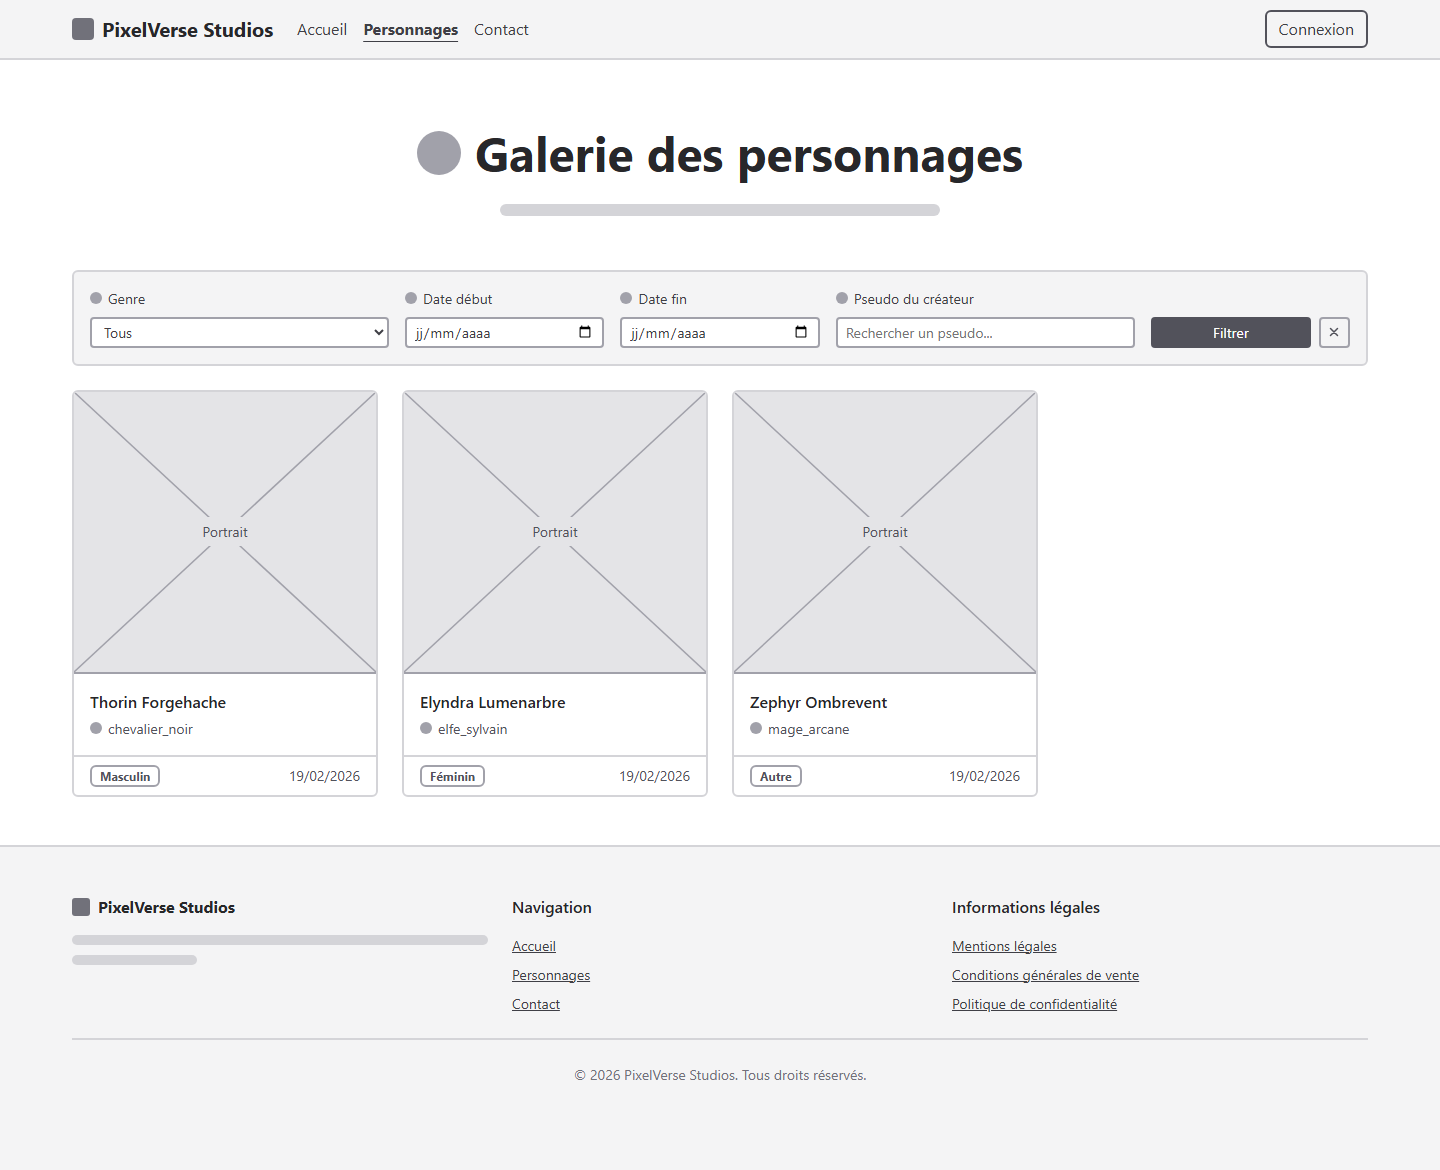 PixelVerse Studios Accueil Personnages Contact Connexion
Galerie des personnages
Genre Date début Date fin Pseudo du créateur
Tous jj/mm/aaaa jj/mm/aaaa Rechercher un pseudo... Filtrer ✕
Portrait Portrait Portrait
Thorin Forgehache Elyndra Lumenarbre Zephyr Ombrevent
chevalier_noir elfe_sylvain mage_arcane
Masculin 19/02/2026 Féminin 19/02/2026 Autre 19/02/2026
PixelVerse Studios Navigation Informations légales
Accueil Mentions légales
Personnages Conditions générales de vente
Contact Politique de confidentialité
© 2026 PixelVerse Studios. Tous droits réservés.